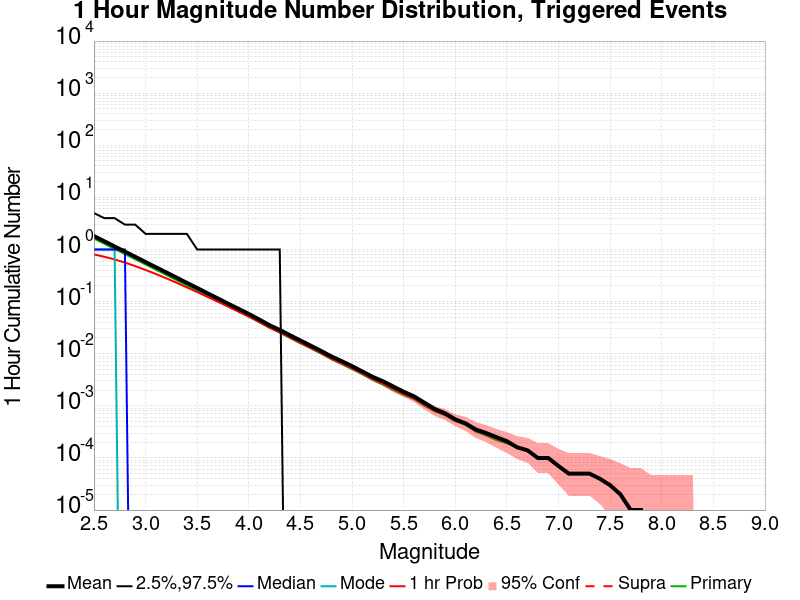 1 Hour Magnitude Number Distribution, Triggered Events
1 Hour Cumulative Number
10^4
10^3
10^2
10^1
10^0
10^-1
10^-2
10^-3
10^-4
10^-5
2.5 3.0 3.5 4.0 4.5 5.0 5.5 6.0 6.5 7.0 7.5 8.0 8.5 9.0
Magnitude
Mean 2.5%,97.5% Median Mode 1 hr Prob 95% Conf Supra Primary